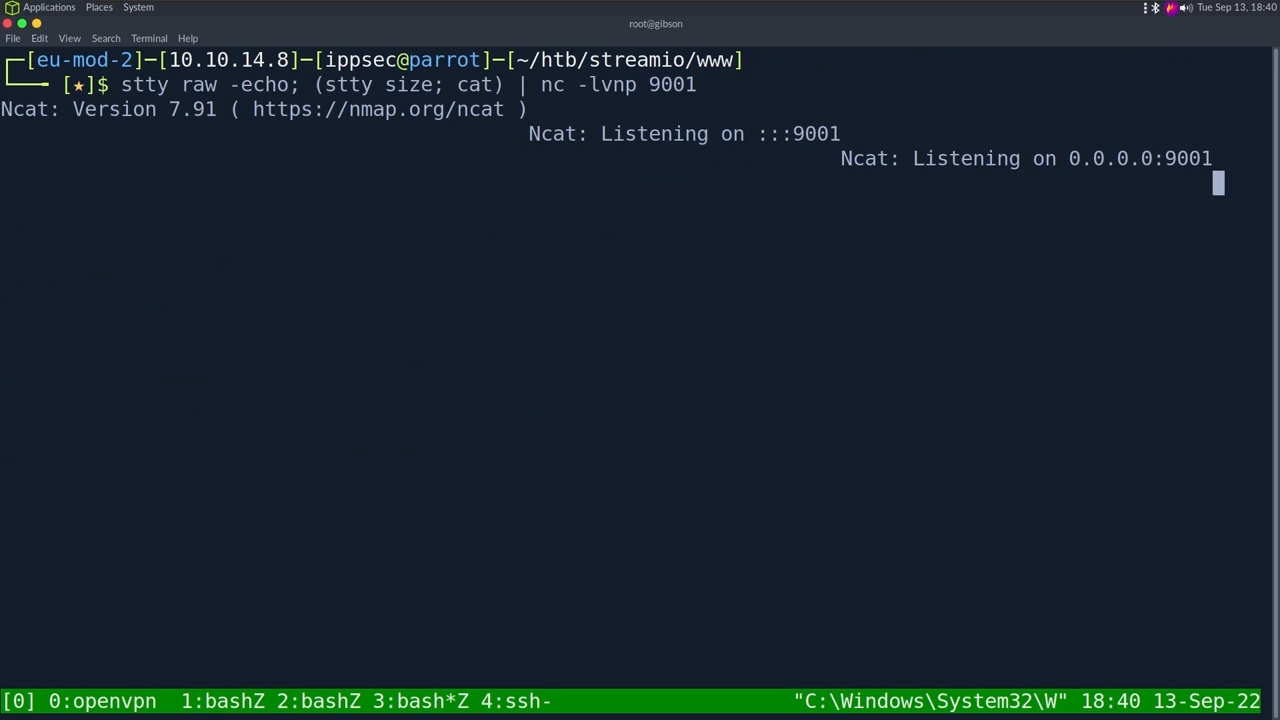 Applications Places System Tue Sep 13, 18:40
root@gibson
File Edit View Search Terminal Help
┌─[eu-mod-2]─[10.10.14.8]─[ippsec@parrot]─[~/htb/streamio/www]
└──╼ [★]$ stty raw -echo; (stty size; cat) | nc -lvnp 9001
Ncat: Version 7.91 ( https://nmap.org/ncat )
Ncat: Listening on :::9001
Ncat: Listening on 0.0.0.0:9001
[0] 0:openvpn 1:bashZ 2:bashZ 3:bash*Z 4:ssh- "C:\Windows\System32\W" 18:40 13-Sep-22